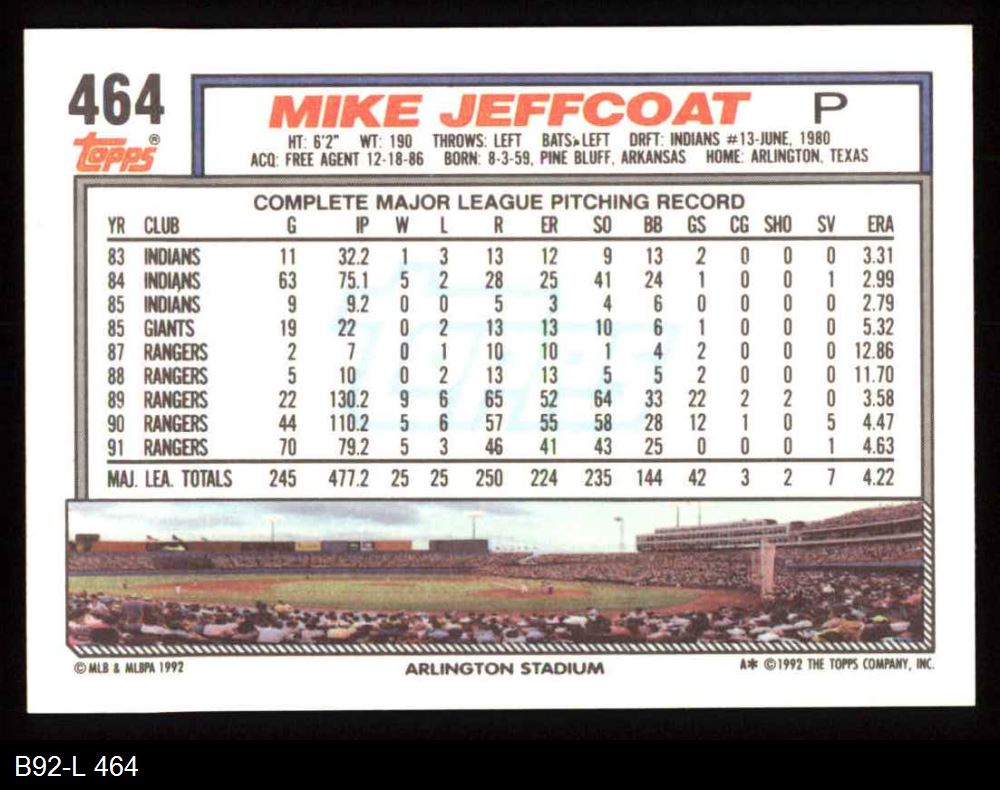 464
MIKE JEFFCOAT P
topps®
HT: 6'2" WT: 190 THROWS: LEFT BATS: LEFT DRFT: INDIANS #13-JUNE, 1980
ACQ: FREE AGENT 12-18-86 BORN: 8-3-59, PINE BLUFF, ARKANSAS HOME: ARLINGTON, TEXAS
COMPLETE MAJOR LEAGUE PITCHING RECORD
YR CLUB G IP W L R ER SO BB GS CG SHO SV ERA
83 INDIANS 11 32.2 1 3 13 12 9 13 2 0 0 0 3.31
84 INDIANS 63 75.1 5 2 28 25 41 24 1 0 0 1 2.99
85 INDIANS 9 9.2 0 0 5 3 4 6 0 0 0 0 2.79
85 GIANTS 19 22 0 2 13 13 10 6 1 0 0 0 5.32
87 RANGERS 2 7 0 1 10 10 1 4 2 0 0 0 12.86
88 RANGERS 5 10 0 2 13 13 5 5 2 0 0 0 11.70
89 RANGERS 22 130.2 9 6 65 52 64 33 22 2 2 0 3.58
90 RANGERS 44 110.2 5 6 57 55 58 28 12 1 0 5 4.47
91 RANGERS 70 79.2 5 3 46 41 43 25 0 0 0 1 4.63
MAJ. LEA. TOTALS 245 477.2 25 25 250 224 235 144 42 3 2 7 4.22
topps
© MLB & MLBPA 1992 ARLINGTON STADIUM A* ©1992 THE TOPPS COMPANY, INC.
B92-L 464